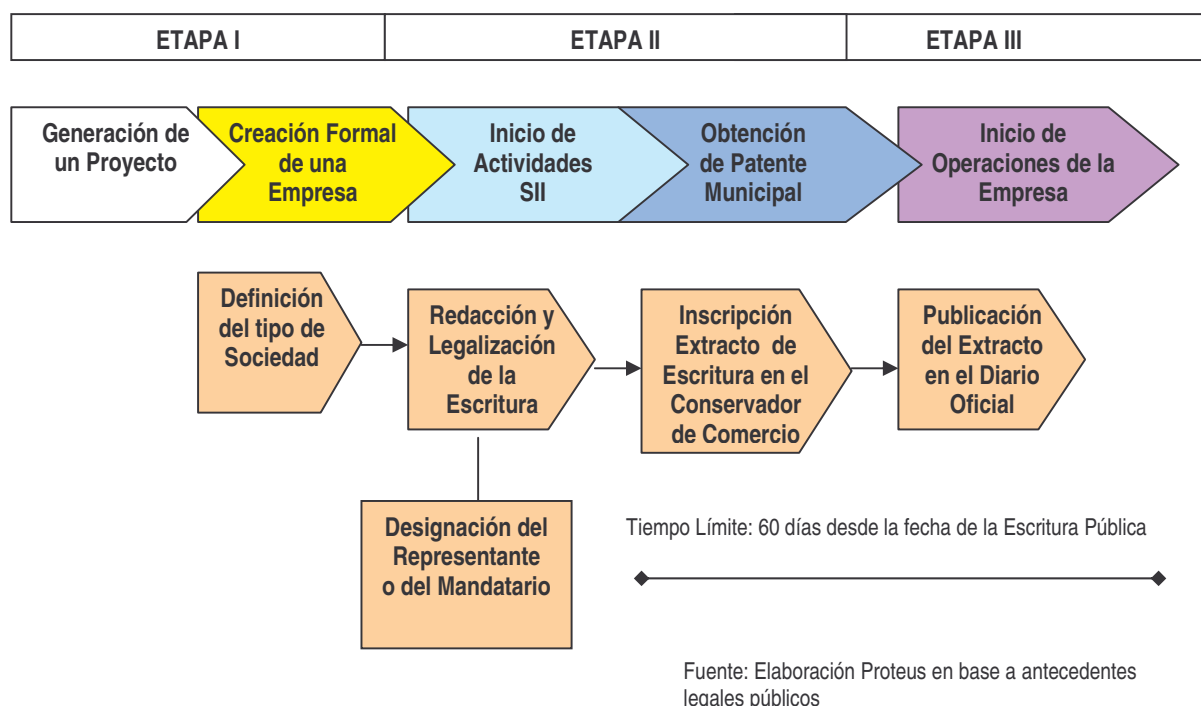 ETAPA I
ETAPA II
ETAPA III
Generación de
un Proyecto
Creación Formal
de una
Empresa
Inicio de
Actividades
SII
Obtención
de Patente
Municipal
Inicio de
Operaciones de la
Empresa
Definición
del tipo de
Sociedad
Redacción y
Legalización
de la
Escritura
Inscripción
Extracto de
Escritura en el
Conservador
de Comercio
Publicación
del Extracto
en el Diario
Oficial
Designación del
Representante
o del Mandatario
Tiempo Límite: 60 días desde la fecha de la Escritura Pública
Fuente: Elaboración Proteus en base a antecedentes
legales públicos